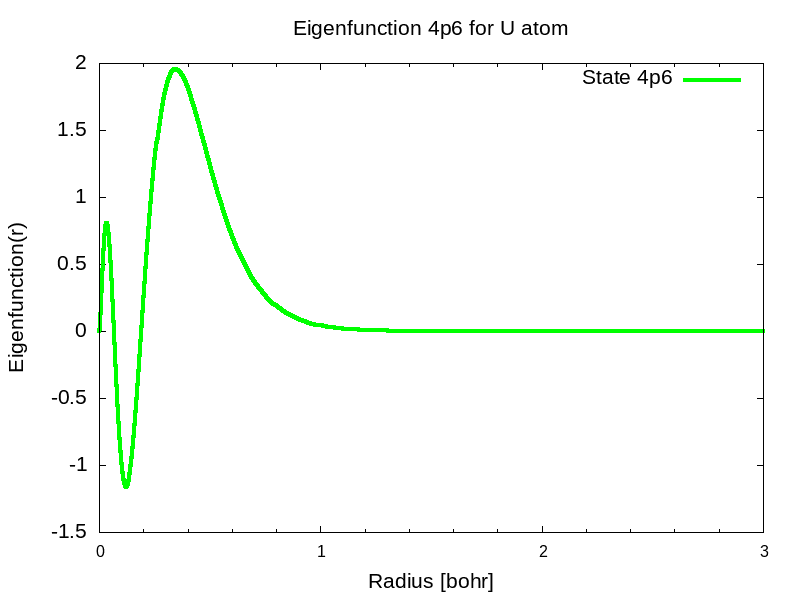 Eigenfunction 4p6 for U atom
State 4p6
2
1.5
1
0.5
0
-0.5
-1
-1.5
Eigenfunction(r)
0 1 2 3
Radius [bohr]